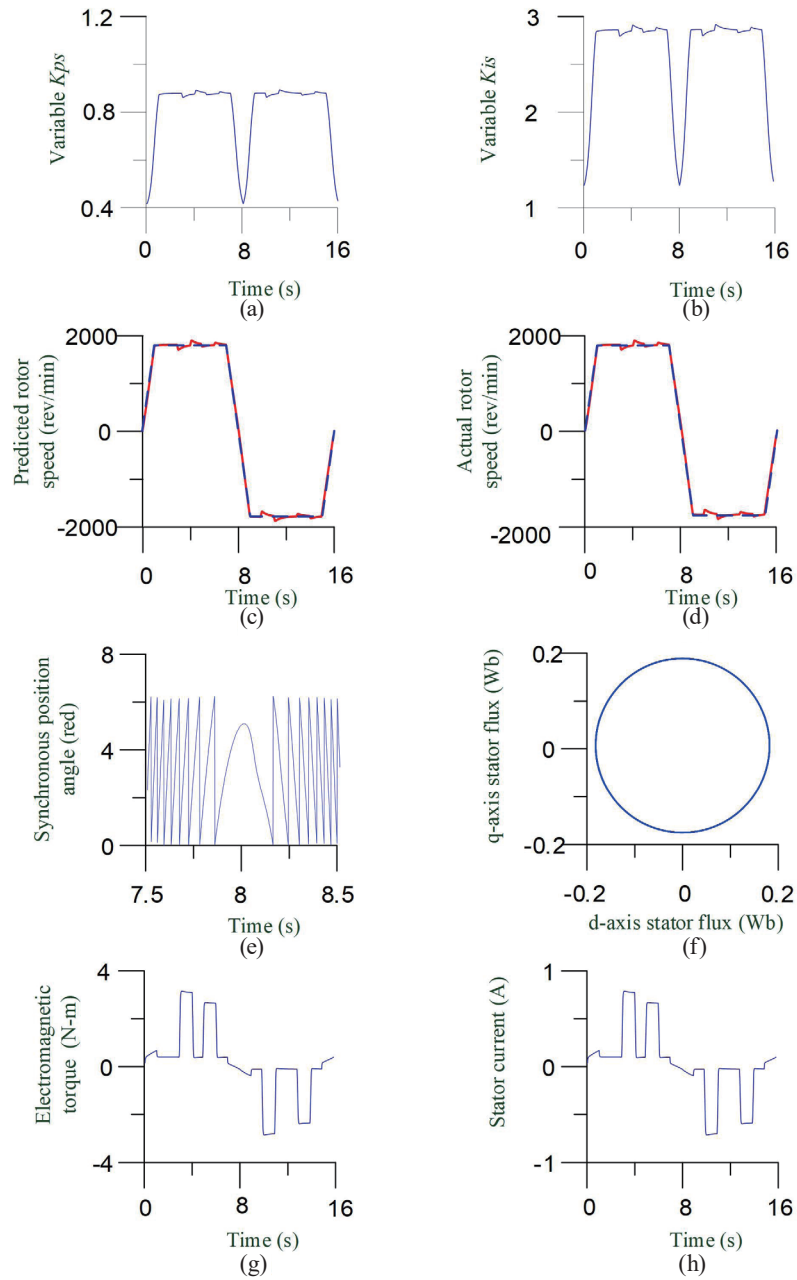 1.2
0.8
0.4
Variable Kps
0
8
16
Time (s)
(a)
3
2
1
Variable Kis
0
8
16
Time (s)
(b)
2000
0
-2000
Predicted rotor
speed (rev/min)
0
8
16
Time (s)
(c)
2000
0
-2000
Actual rotor
speed (rev/min)
0
8
16
Time (s)
(d)
8
4
0
Synchronous position
angle (red)
7.5
8
8.5
Time (s)
(e)
0.2
0
-0.2
q-axis stator flux (Wb)
-0.2
0
0.2
d-axis stator flux (Wb)
(f)
4
0
-4
Electromagnetic
torque (N-m)
0
8
16
Time (s)
(g)
1
0
-1
Stator current (A)
0
8
16
Time (s)
(h)